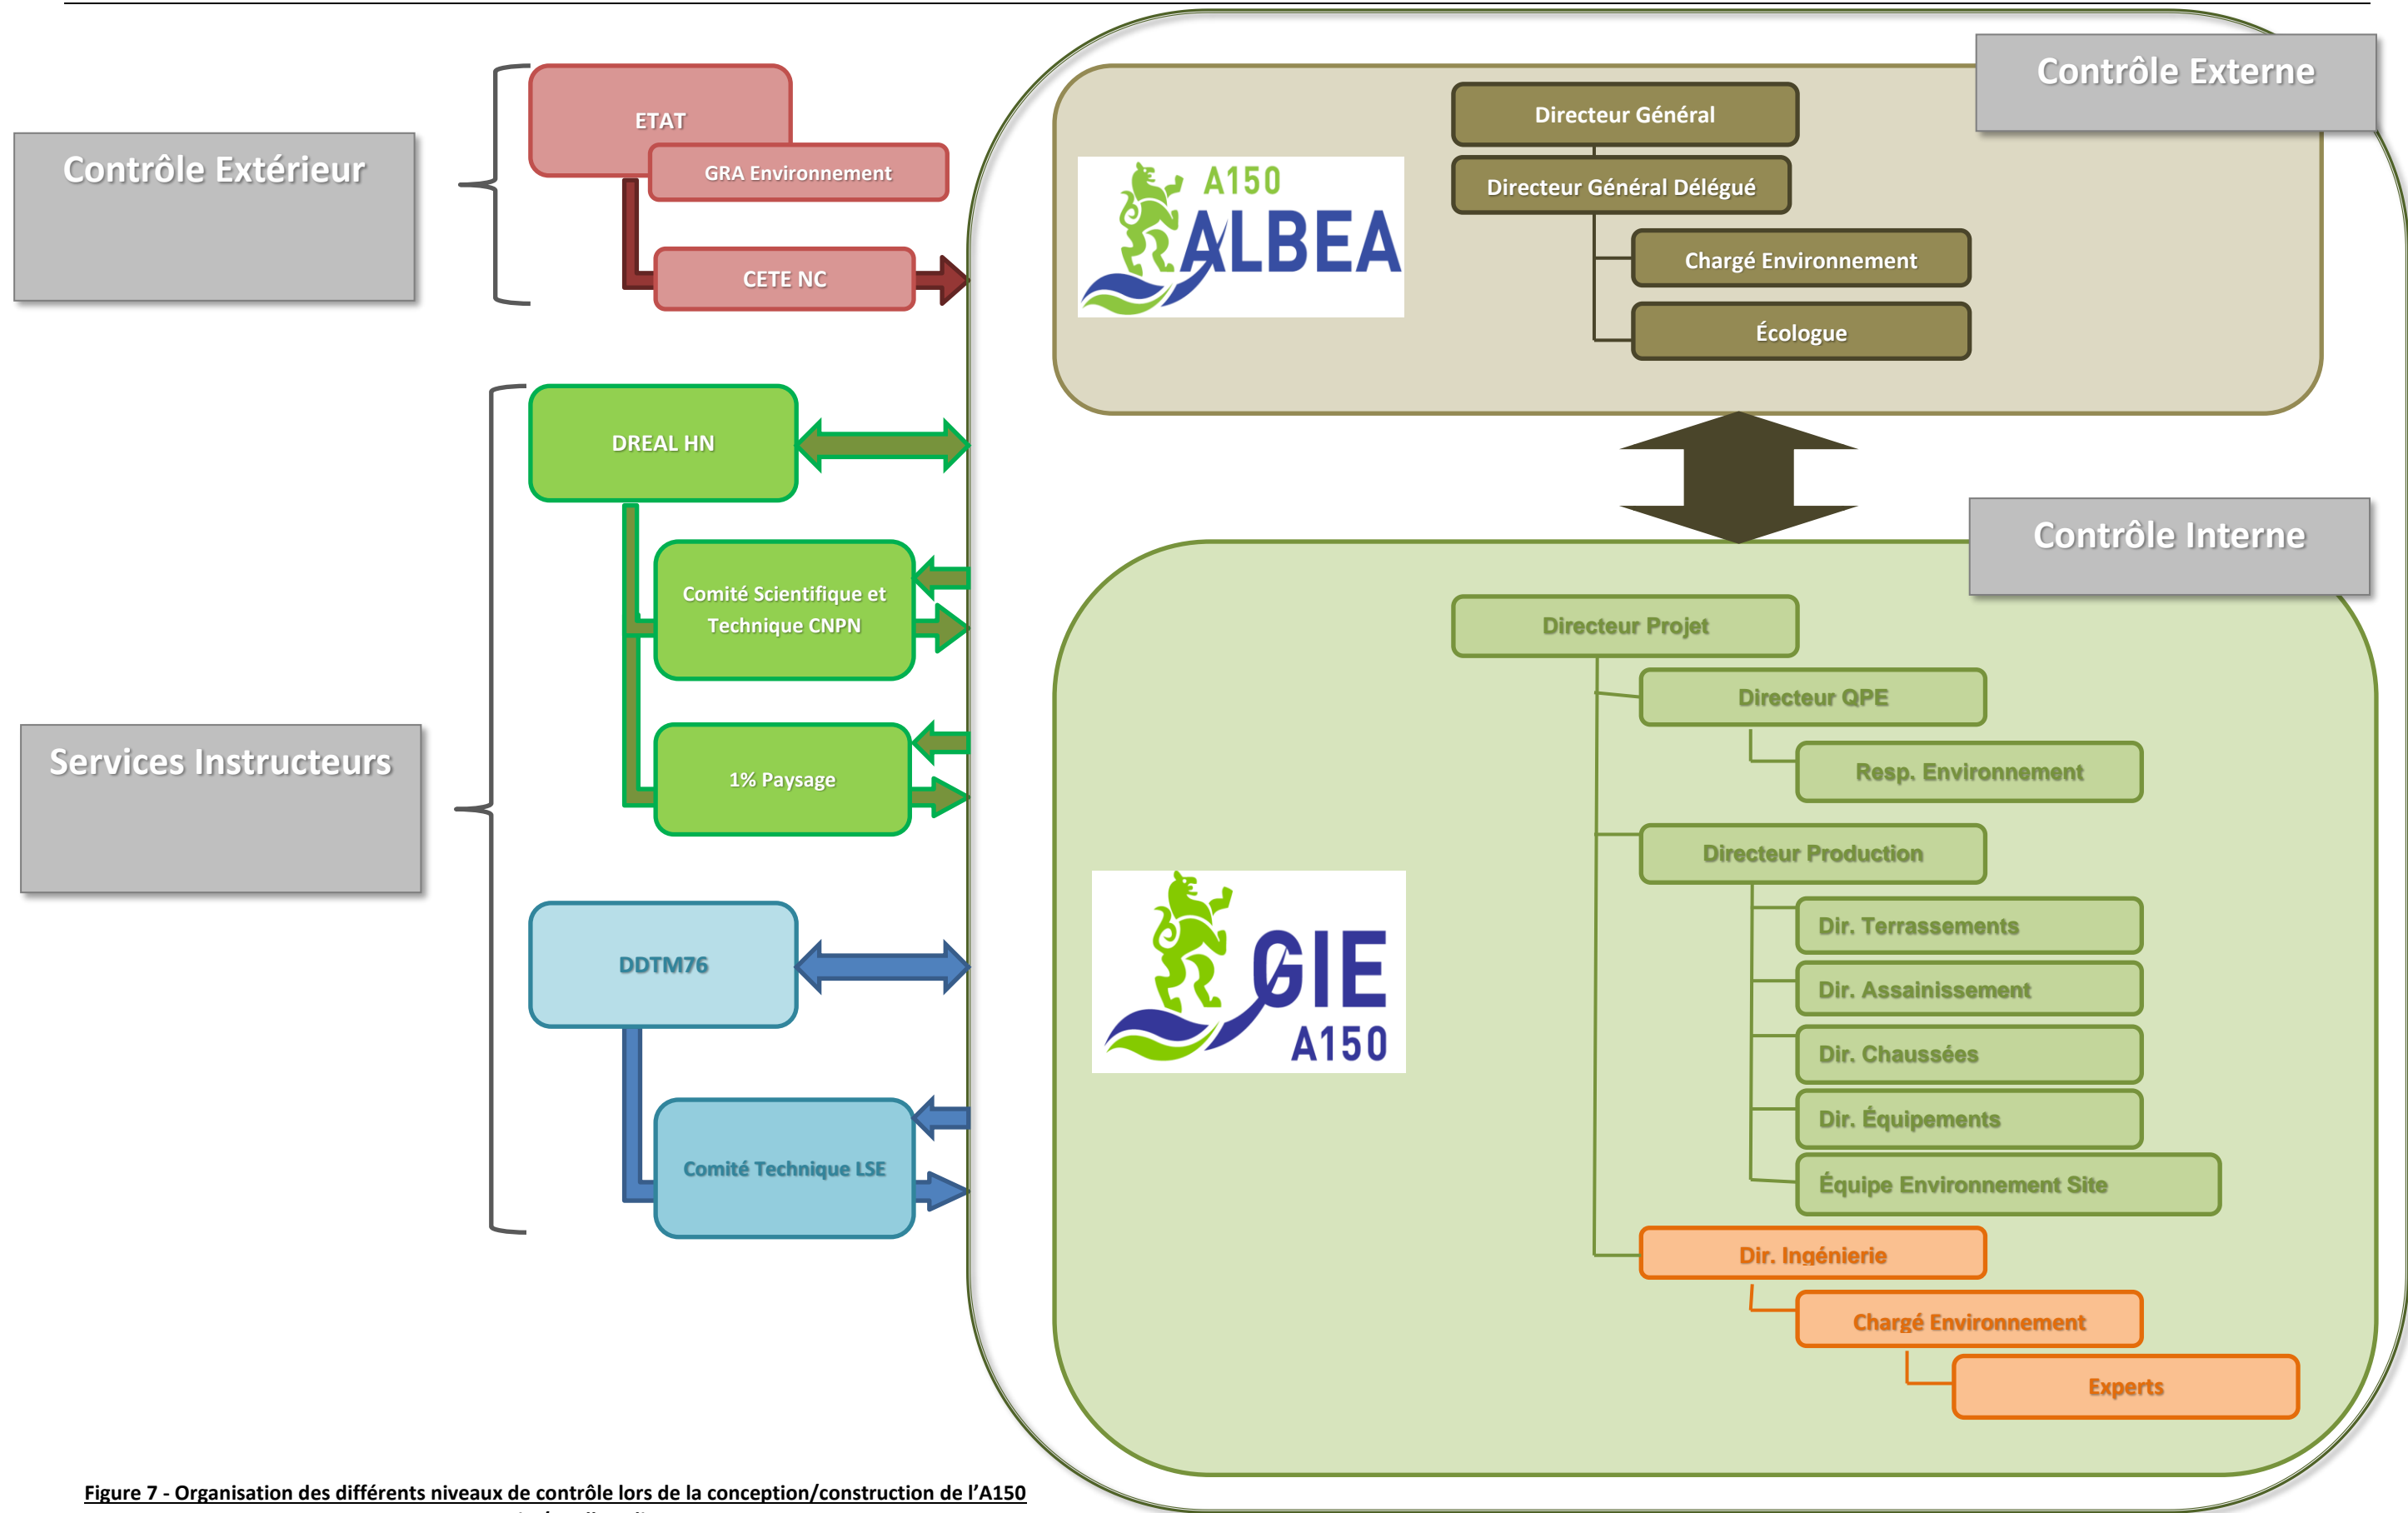 Contrôle Extérieur
ETAT
GRA Environnement
CETE NC
Services Instructeurs
DREAL HN
Comité Scientifique et
Technique CNPN
1% Paysage
DDTM76
Comité Technique LSE
Contrôle Externe
A150
ALBEA
Directeur Général
Directeur Général Délégué
Chargé Environnement
Écologue
Contrôle Interne
GIE
A150
Directeur Projet
Directeur QPE
Resp. Environnement
Directeur Production
Dir. Terrassements
Dir. Assainissement
Dir. Chaussées
Dir. Équipements
Équipe Environnement Site
Dir. Ingénierie
Chargé Environnement
Experts
Figure 7 - Organisation des différents niveaux de contrôle lors de la conception/construction de l'A150